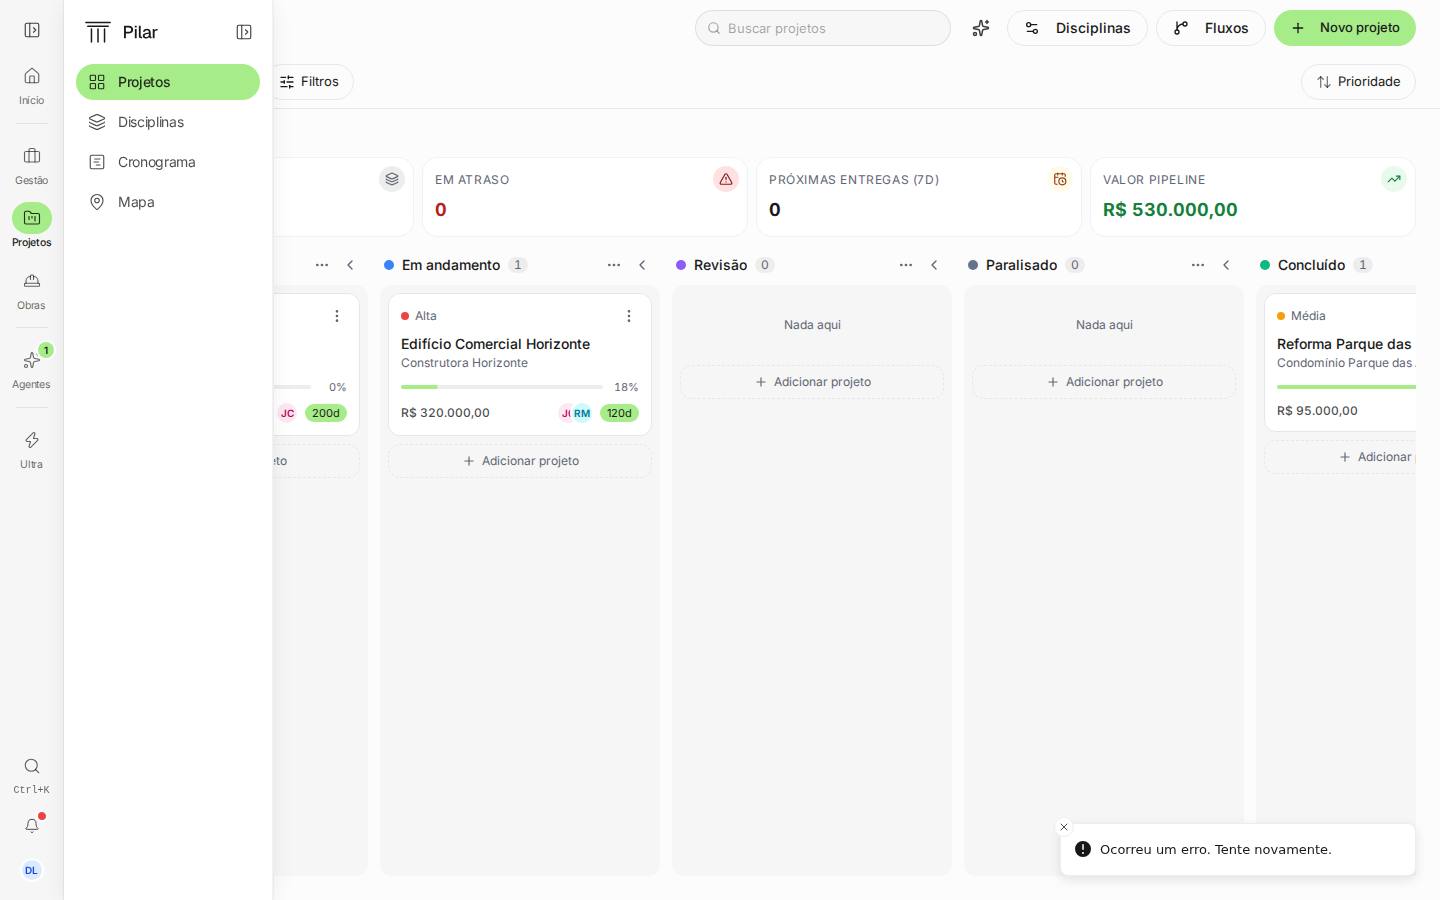 Início
Gestão
Projetos
Obras
1
Agentes
Ultra
Ctrl+K
DL
Pilar
Projetos
Disciplinas
Cronograma
Mapa
Buscar projetos
Disciplinas
Fluxos
Novo projeto
Filtros
Prioridade
EM ATRASO
0
PRÓXIMAS ENTREGAS (7D)
0
VALOR PIPELINE
R$ 530.000,00
0%
JC
200d
Em andamento 1
Alta
Edifício Comercial Horizonte
Construtora Horizonte
18%
R$ 320.000,00
RM
120d
Adicionar projeto
Revisão 0
Nada aqui
Adicionar projeto
Paralisado 0
Nada aqui
Adicionar projeto
Concluído 1
Média
Reforma Parque das
Condomínio Parque das
R$ 95.000,00
Adicionar
Ocorreu um erro. Tente novamente.